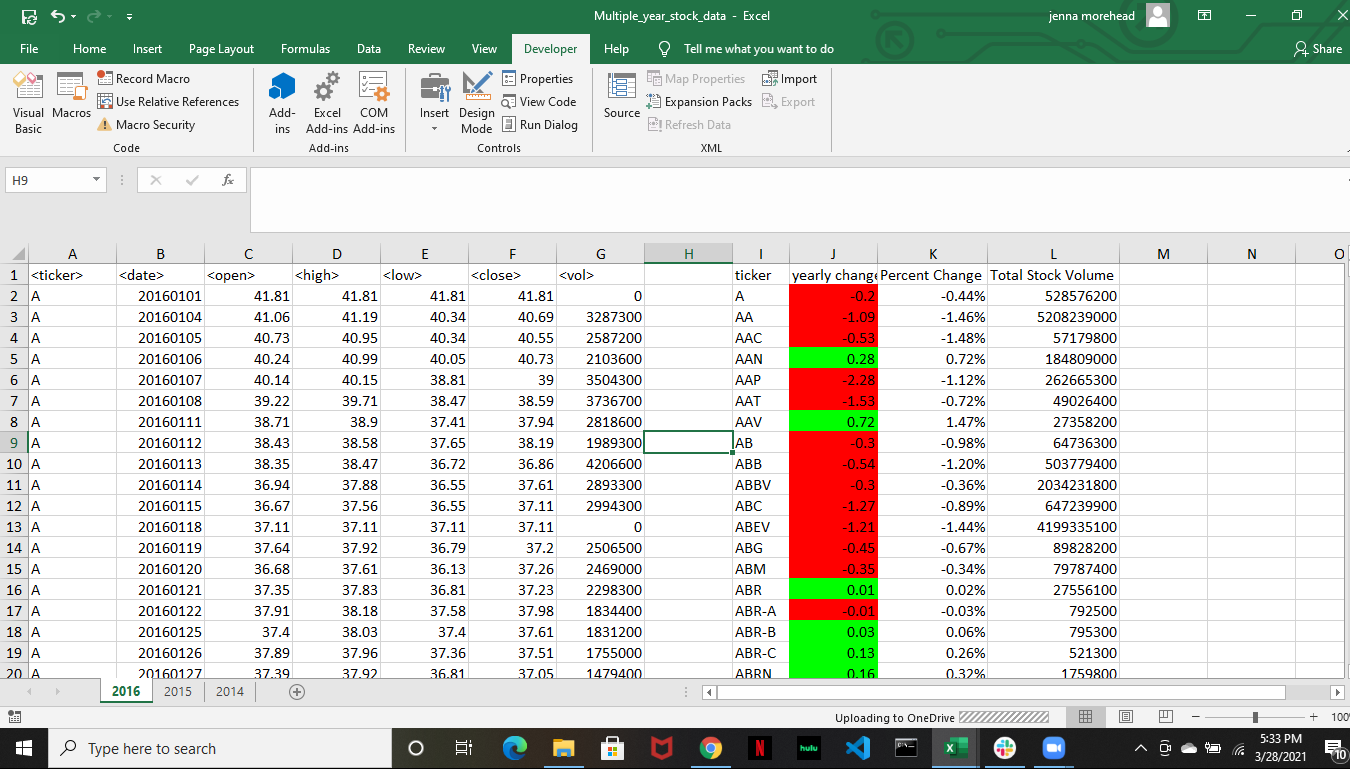 Multiple_year_stock_data - Excel
jenna morehead
File Home Insert Page Layout Formulas Data Review View Developer Help Tell me what you want to do Share
Visual Basic
Macros
Record Macro
Use Relative References
Macro Security
Code
Add-ins
Excel Add-ins
COM Add-ins
Add-ins
Insert
Design Mode
Properties
View Code
Run Dialog
Controls
Source
Map Properties
Expansion Packs
Refresh Data
Import
Export
XML
H9 fx
A B C D E F G H I J K L M N O
1 <ticker> <date> <open> <high> <low> <close> <vol> ticker yearly change Percent Change Total Stock Volume
2 A 20160101 41.81 41.81 41.81 41.81 0 A -0.2 -0.44% 528576200
3 A 20160104 41.06 41.19 40.34 40.69 3287300 AA -1.09 -1.46% 5208239000
4 A 20160105 40.73 40.95 40.34 40.55 2587200 AAC -0.53 -1.48% 57179800
5 A 20160106 40.24 40.99 40.05 40.73 2103600 AAN 0.28 0.72% 184809000
6 A 20160107 40.14 40.15 38.81 39 3504300 AAP -2.28 -1.12% 262665300
7 A 20160108 39.22 39.71 38.47 38.59 3736700 AAT -1.53 -0.72% 49026400
8 A 20160111 38.71 38.9 37.41 37.94 2818600 AAV 0.72 1.47% 27358200
9 A 20160112 38.43 38.58 37.65 38.19 1989300 AB -0.3 -0.98% 64736300
10 A 20160113 38.35 38.47 36.72 36.86 4206600 ABB -0.54 -1.20% 503779400
11 A 20160114 36.94 37.88 36.55 37.61 2893300 ABBV -0.3 -0.36% 2034231800
12 A 20160115 36.67 37.56 36.55 37.11 2994300 ABC -1.27 -0.89% 647239900
13 A 20160118 37.11 37.11 37.11 37.11 0 ABEV -1.21 -1.44% 4199335100
14 A 20160119 37.64 37.92 36.79 37.2 2506500 ABG -0.45 -0.67% 89828200
15 A 20160120 36.68 37.61 36.13 37.26 2469000 ABM -0.35 -0.34% 79787400
16 A 20160121 37.35 37.83 36.81 37.23 2298300 ABR 0.01 0.02% 27556100
17 A 20160122 37.91 38.18 37.58 37.98 1834400 ABR-A -0.01 -0.03% 792500
18 A 20160125 37.4 38.03 37.4 37.61 1831200 ABR-B 0.03 0.06% 795300
19 A 20160126 37.89 37.96 37.36 37.51 1755000 ABR-C 0.13 0.26% 521300
20 A 20160127 37.39 37.92 36.81 37.05 1479400 ABRN 0.16 0.32% 1759800
2016 2015 2014
Uploading to OneDrive 100%
Type here to search
N hulu
5:33 PM
3/28/2021
10